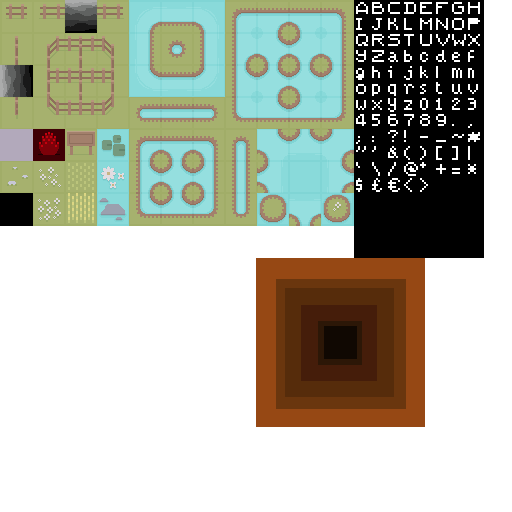 ABCDEFGH
IJKLMNOP
QRSTUVWX
YZabcdef
ghijklmn
opqrstuv
wxyz0123
456789.,
;:?!-_~*
"&()[]|
`\/@°+=*
$£€<>